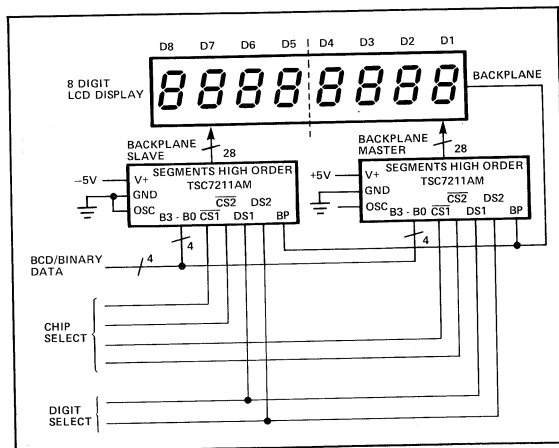 D8 D7 D6 D5 D4 D3 D2 D1
8 DIGIT
LCD DISPLAY
BACKPLANE
BACKPLANE
SLAVE
28
BACKPLANE
MASTER
28
–5V
V+
GND
OSC
SEGMENTS HIGH ORDER
TSC7211AM
CS2 DS2
B3 - B0 CS1 DS1 BP
+5V
V+
GND
OSC
SEGMENTS HIGH ORDER
TSC7211AM
CS2 DS2
B3 - B0 CS1 DS1 BP
4
4
BCD/BINARY
DATA
4
CHIP
SELECT
DIGIT
SELECT